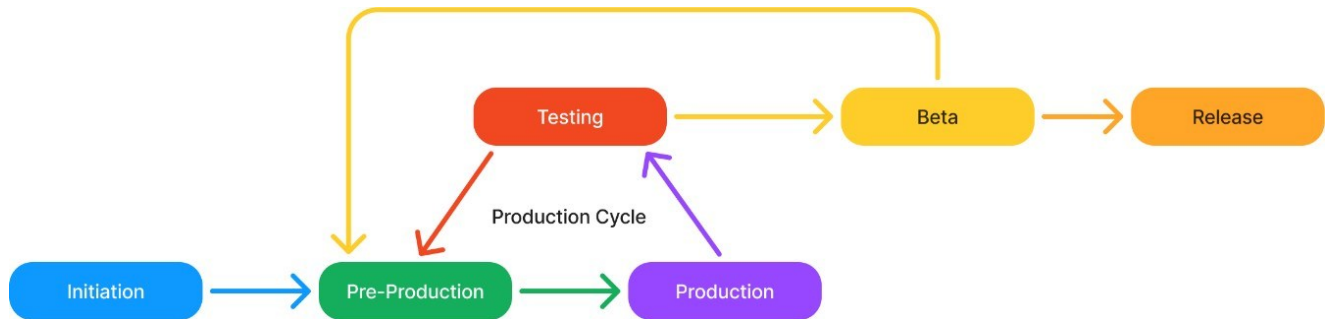 Testing
Beta
Release
Production Cycle
Initiation
Pre-Production
Production